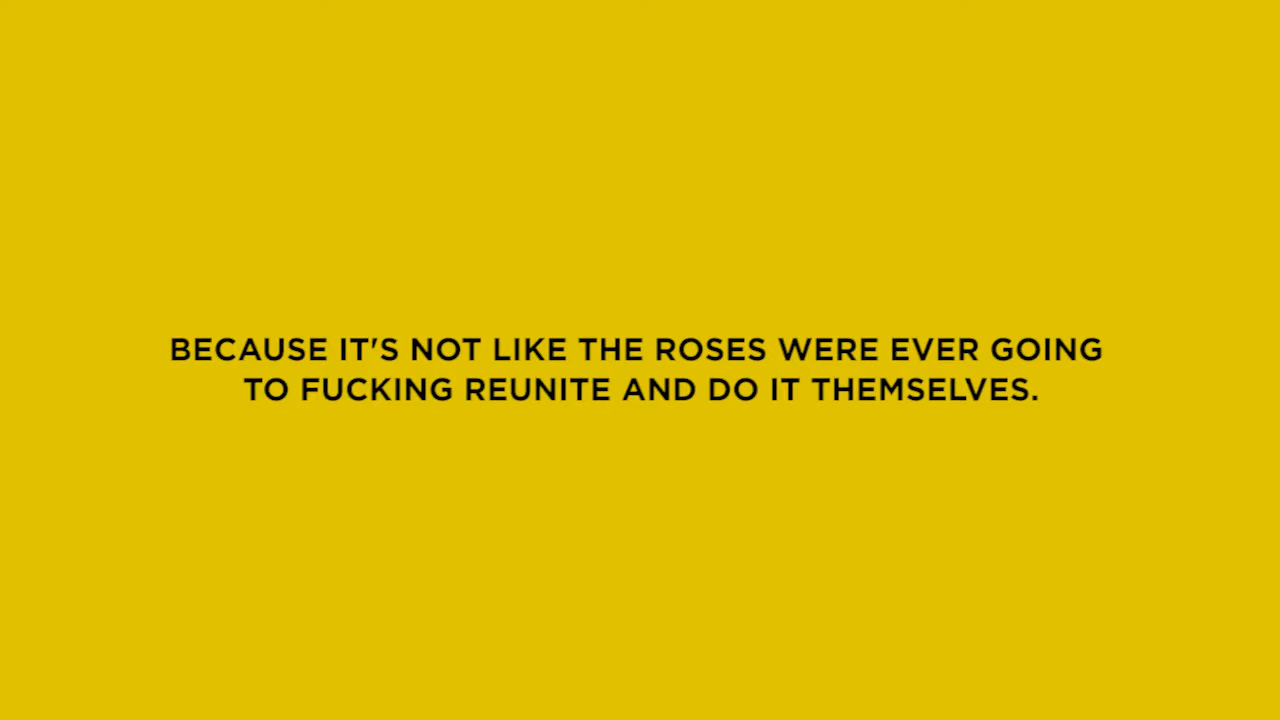 BECAUSE IT'S NOT LIKE THE ROSES WERE EVER GOING
TO FUCKING REUNITE AND DO IT THEMSELVES.